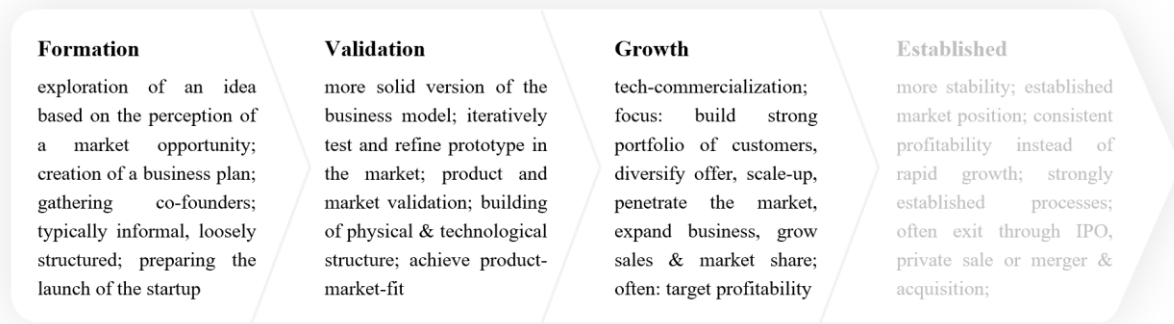 Formation
exploration of an idea
based on the perception of
a market opportunity;
creation of a business plan;
gathering co-founders;
typically informal, loosely
structured; preparing the
launch of the startup
Validation
more solid version of the
business model; iteratively
test and refine prototype in
the market; product and
market validation; building
of physical & technological
structure; achieve product-
market-fit
Growth
tech-commercialization;
focus: build strong
portfolio of customers,
diversify offer, scale-up,
penetrate the market,
expand business, grow
sales & market share;
often: target profitability
Established
more stability; established
market position; consistent
profitability instead of
rapid growth; strongly
established processes;
often exit through IPO,
private sale or merger &
acquisition;